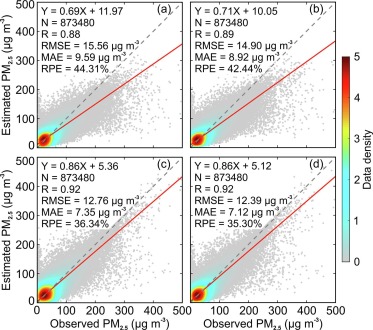 500
400
300
200
100
0
Estimated PM2.5 (µg m-3)
Y = 0.69X + 11.97
(a)
N = 873480
R = 0.88
RMSE = 15.56 µg m-3
MAE = 9.59 µg m-3
RPE = 44.31%
Y = 0.71X + 10.05
(b)
N = 873480
R = 0.89
RMSE = 14.90 µg m-3
MAE = 8.92 µg m-3
RPE = 42.44%
500
400
300
200
100
0
Estimated PM2.5 (µg m-3)
Y = 0.86X + 5.36
(c)
N = 873480
R = 0.92
RMSE = 12.76 µg m-3
MAE = 7.35 µg m-3
RPE = 36.34%
Y = 0.86X + 5.12
(d)
N = 873480
R = 0.92
RMSE = 12.39 µg m-3
MAE = 7.12 µg m-3
RPE = 35.30%
0 100 200 300 400 500
Observed PM2.5 (µg m-3)
100 200 300 400 500
Observed PM2.5 (µg m-3)
5
4
3
2
1
0
Data density